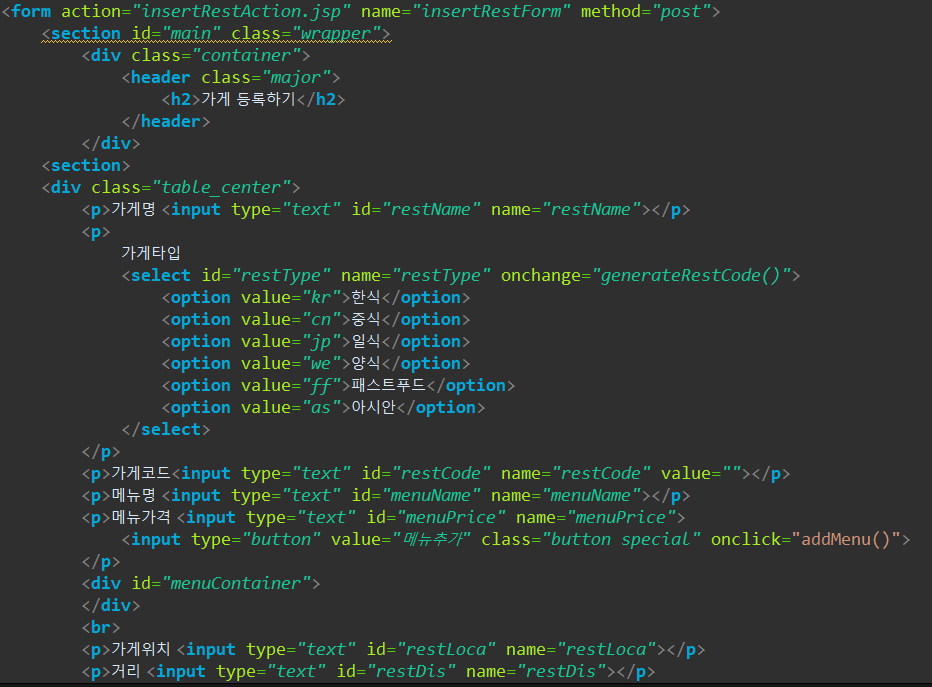 <form action="insertRestAction.jsp" name="insertRestForm" method="post">
<section id="main" class="wrapper">
<div class="container">
<header class="major">
<h2>가게 등록하기</h2>
</header>
</div>
<section>
<div class="table_center">
<p>가게명 <input type="text" id="restName" name="restName"></p>
<p>
가게타입
<select id="restType" name="restType" onchange="generateRestCode()">
<option value="kr">한식</option>
<option value="cn">중식</option>
<option value="jp">일식</option>
<option value="we">양식</option>
<option value="ff">패스트푸드</option>
<option value="as">아시안</option>
</select>
</p>
<p>가게코드<input type="text" id="restCode" name="restCode" value=""></p>
<p>메뉴명 <input type="text" id="menuName" name="menuName"></p>
<p>메뉴가격 <input type="text" id="menuPrice" name="menuPrice">
<input type="button" value="메뉴추가" class="button special" onclick="addMenu()">
</p>
<div id="menuContainer">
</div>
<br>
<p>가게위치 <input type="text" id="restLoca" name="restLoca"></p>
<p>거리 <input type="text" id="restDis" name="restDis"></p>